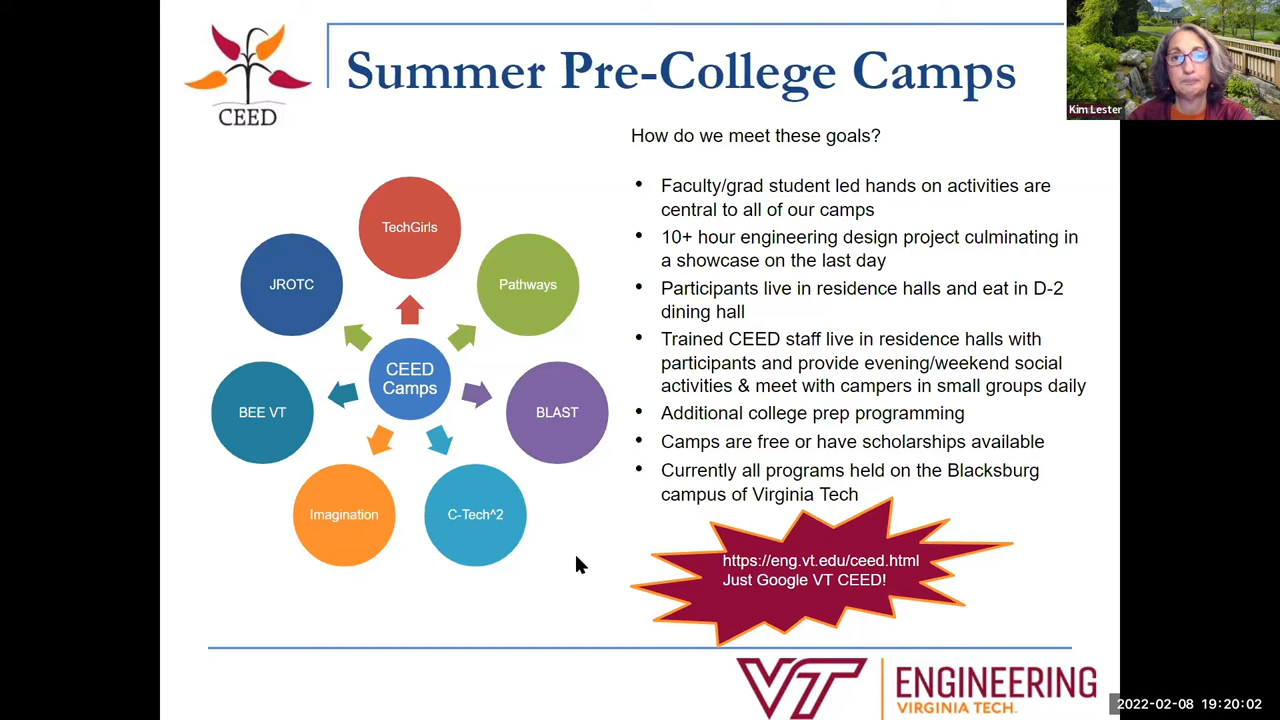 CEED
Summer Pre-College Camps
Kim Lester
How do we meet these goals?
• Faculty/grad student led hands on activities are
central to all of our camps
• 10+ hour engineering design project culminating in
a showcase on the last day
• Participants live in residence halls and eat in D-2
dining hall
• Trained CEED staff live in residence halls with
participants and provide evening/weekend social
activities & meet with campers in small groups daily
• Additional college prep programming
• Camps are free or have scholarships available
• Currently all programs held on the Blacksburg
campus of Virginia Tech
TechGirls
JROTC
Pathways
CEED
Camps
BEE VT
BLAST
Imagination
C-Tech^2
https://eng.vt.edu/ceed.html
Just Google VT CEED!
VT
ENGINEERING
VIRGINIA TECH.
2022-02-08 19:20:02